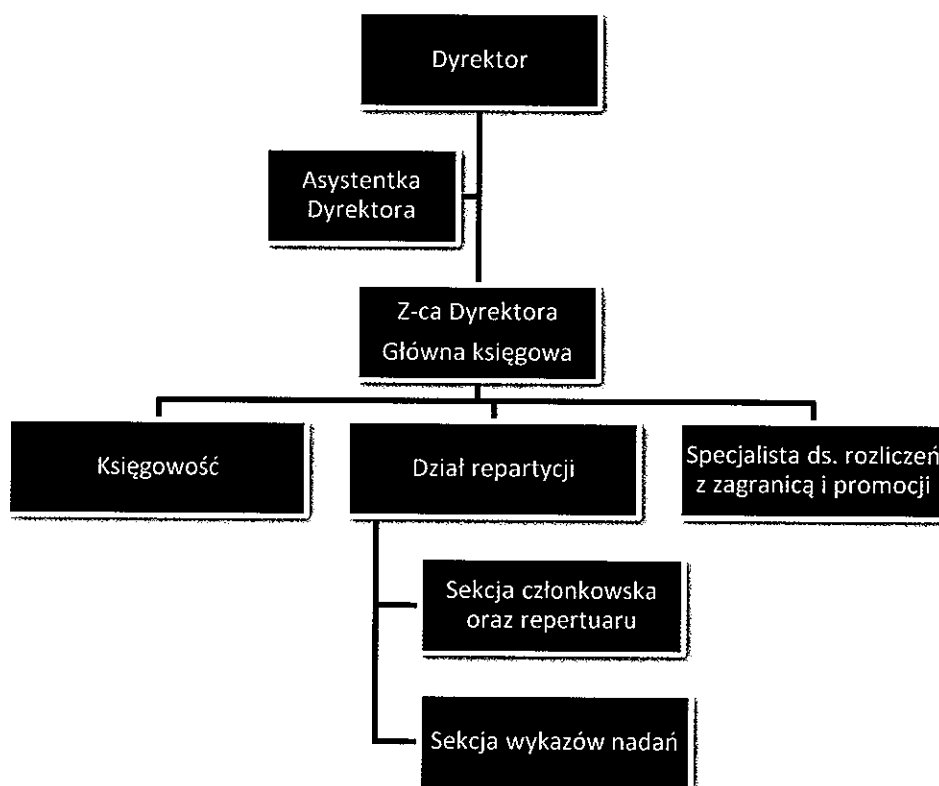 Dyrektor
Asystentka
Dyrektora
Z-ca Dyrektora
Główna księgowa
Księgowość
Dział repartycji
Specjalista ds. rozliczeń
z zagranicą i promocji
Sekcja członkowska
oraz repertuaru
Sekcja wykazów nadań